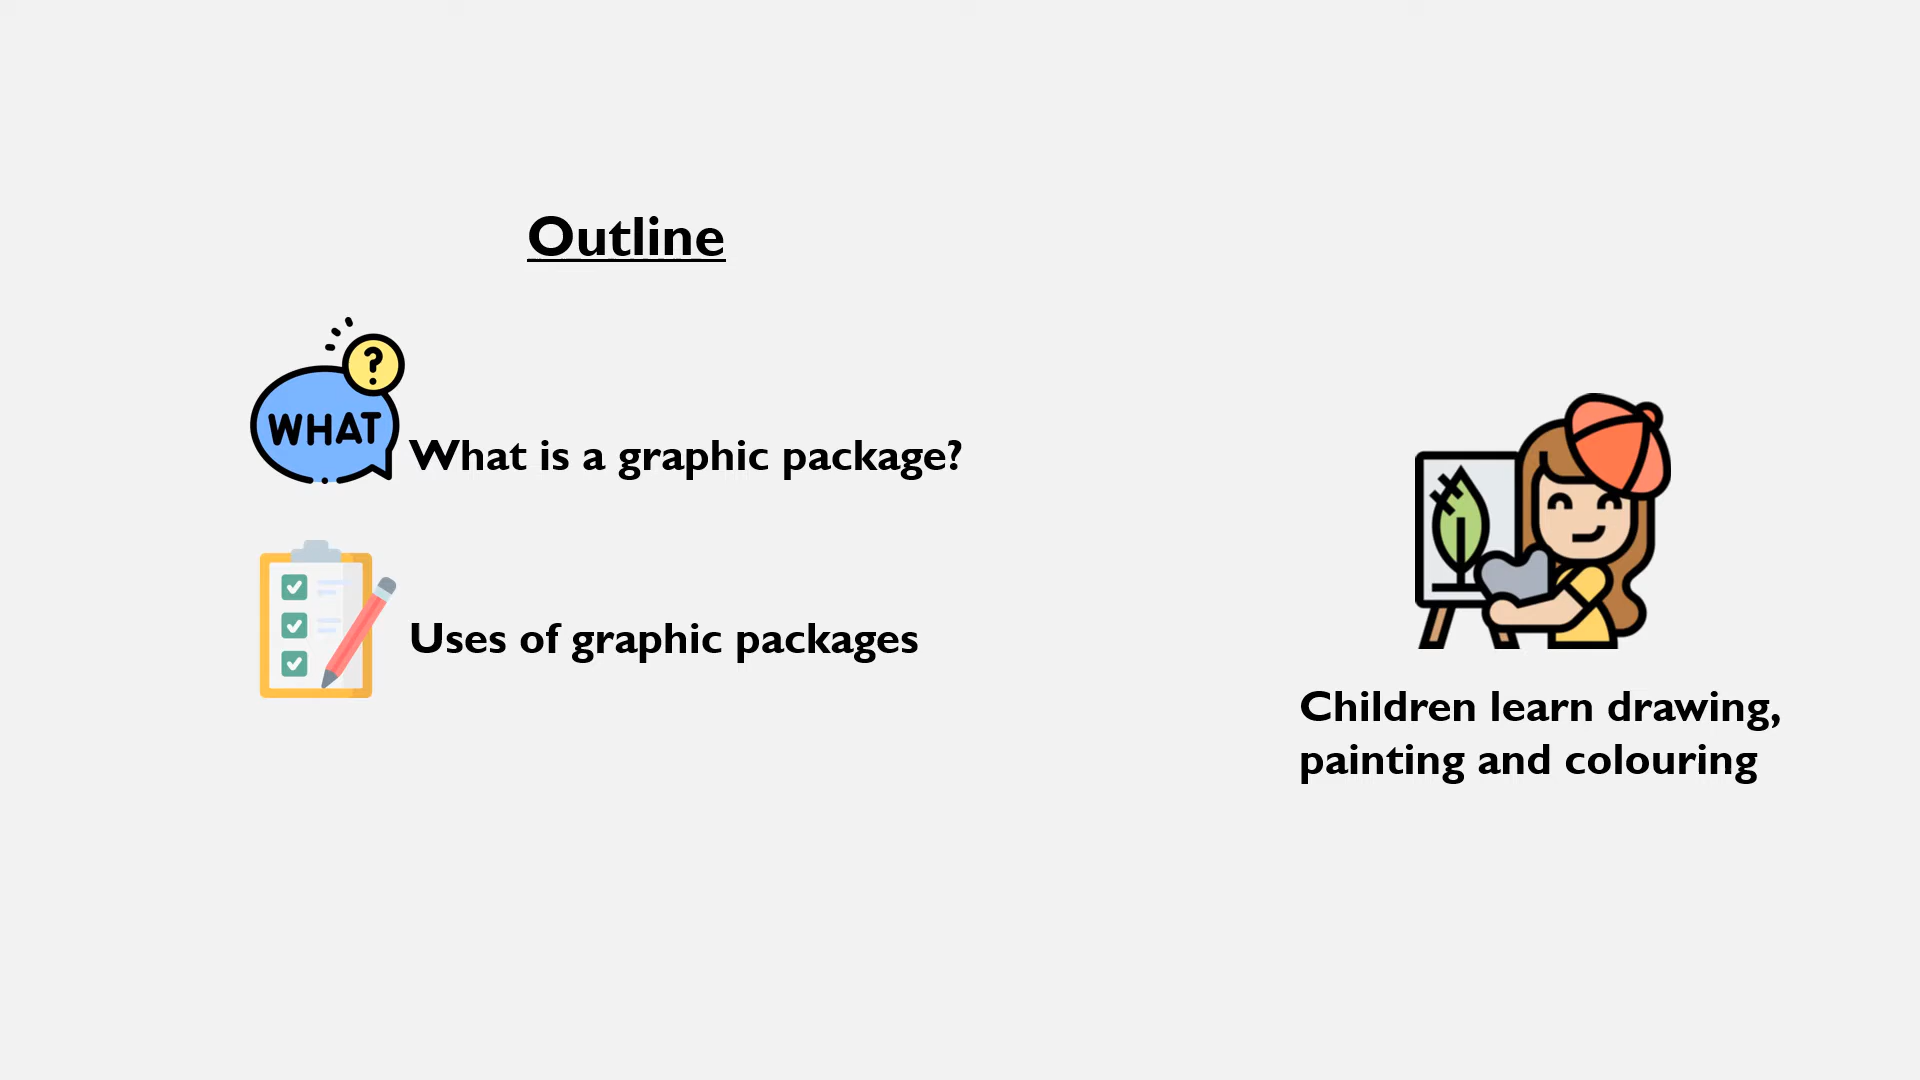 Outline
?
WHAT
What is a graphic package?
Uses of graphic packages
Children learn drawing,
painting and colouring